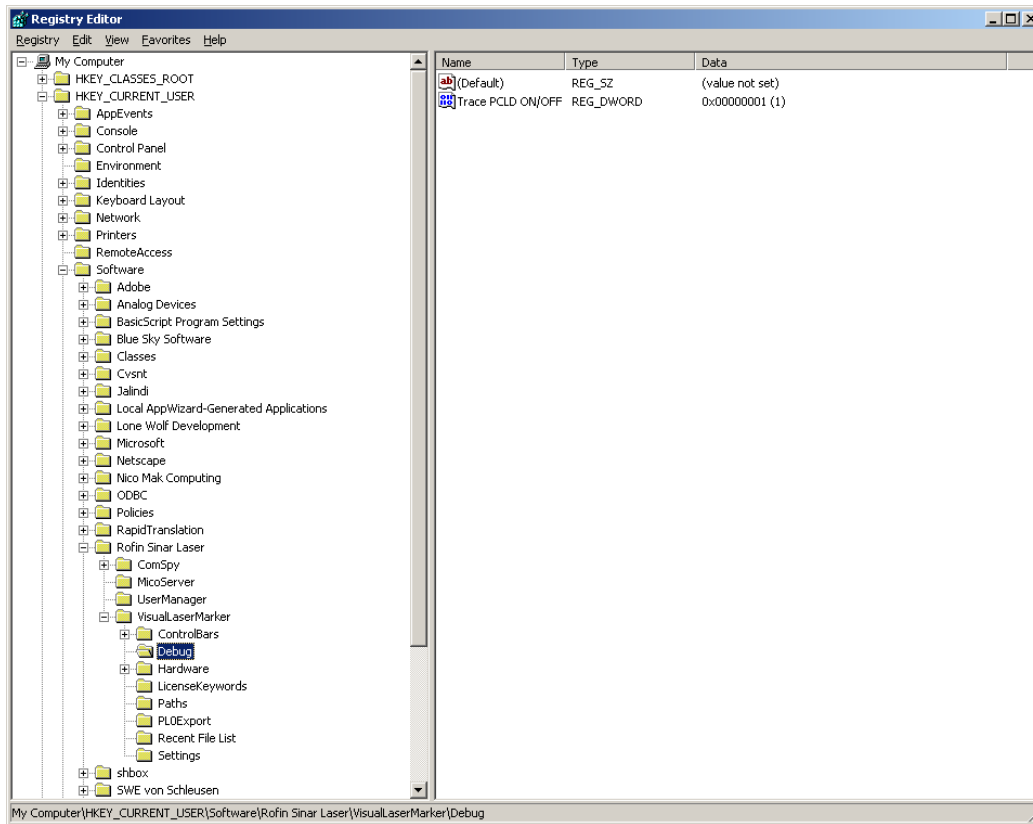 Registry Editor
Registry Edit View Favorites Help
My Computer
HKEY_CLASSES_ROOT
HKEY_CURRENT_USER
AppEvents
Console
Control Panel
Environment
Identities
Keyboard Layout
Network
Printers
RemoteAccess
Software
Adobe
Analog Devices
BasicScript Program Settings
Blue Sky Software
Classes
Cvsnt
Jalindi
Local AppWizard-Generated Applications
Lone Wolf Development
Microsoft
Netscape
Nico Mak Computing
ODBC
Policies
RapidTranslation
Rofin Sinar Laser
ComSpy
MicoServer
UserManager
VisualLaserMarker
ControlBars
Debug
Hardware
LicenseKeywords
Paths
PL0Export
Recent File List
Settings
shbox
SWE von Schleusen
Name Type Data
(Default) REG_SZ (value not set)
Trace PCLD ON/OFF REG_DWORD 0x00000001 (1)
My Computer\HKEY_CURRENT_USER\Software\Rofin Sinar Laser\VisualLaserMarker\Debug